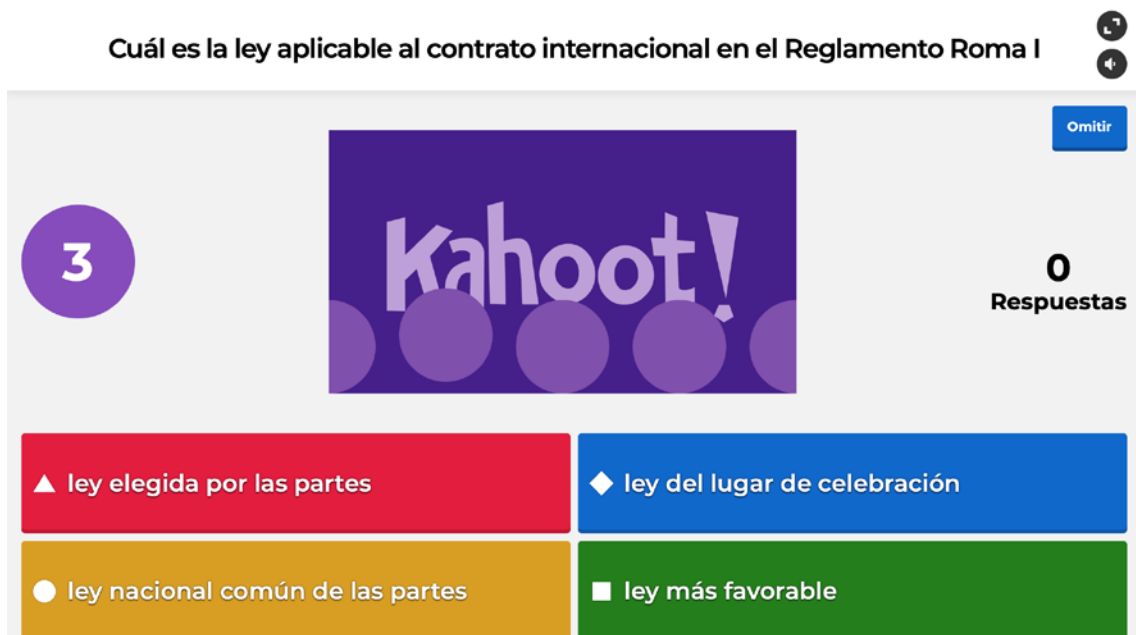 Cuál es la ley aplicable al contrato internacional en el Reglamento Roma I
Omitir
3
Kahoot!
0
Respuestas
ley elegida por las partes
ley del lugar de celebración
ley nacional común de las partes
ley más favorable